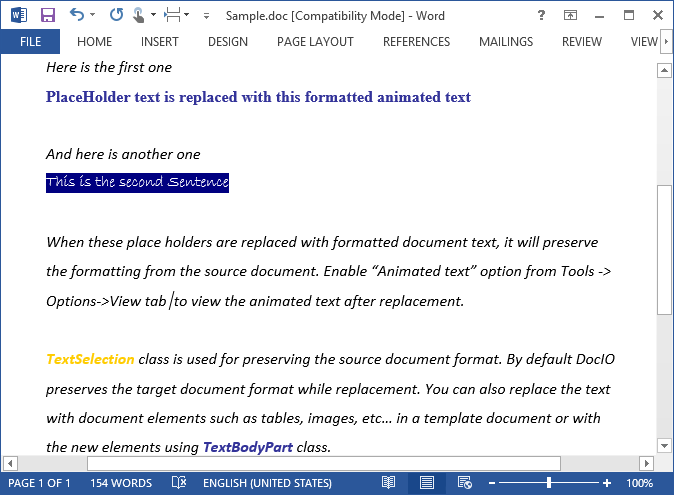 Sample.doc [Compatibility Mode] - Word
FILE HOME INSERT DESIGN PAGE LAYOUT REFERENCES MAILINGS REVIEW VIEW
Here is the first one
PlaceHolder text is replaced with this formatted animated text
And here is another one
This is the second Sentence
When these place holders are replaced with formatted document text, it will preserve
the formatting from the source document. Enable “Animated text” option from Tools ->
Options->View tab to view the animated text after replacement.
TextSelection class is used for preserving the source document format. By default DocIO
preserves the target document format while replacement. You can also replace the text
with document elements such as tables, images, etc... in a template document or with
the new elements using TextBodyPart class.
PAGE 1 OF 1 154 WORDS ENGLISH (UNITED STATES) 100%